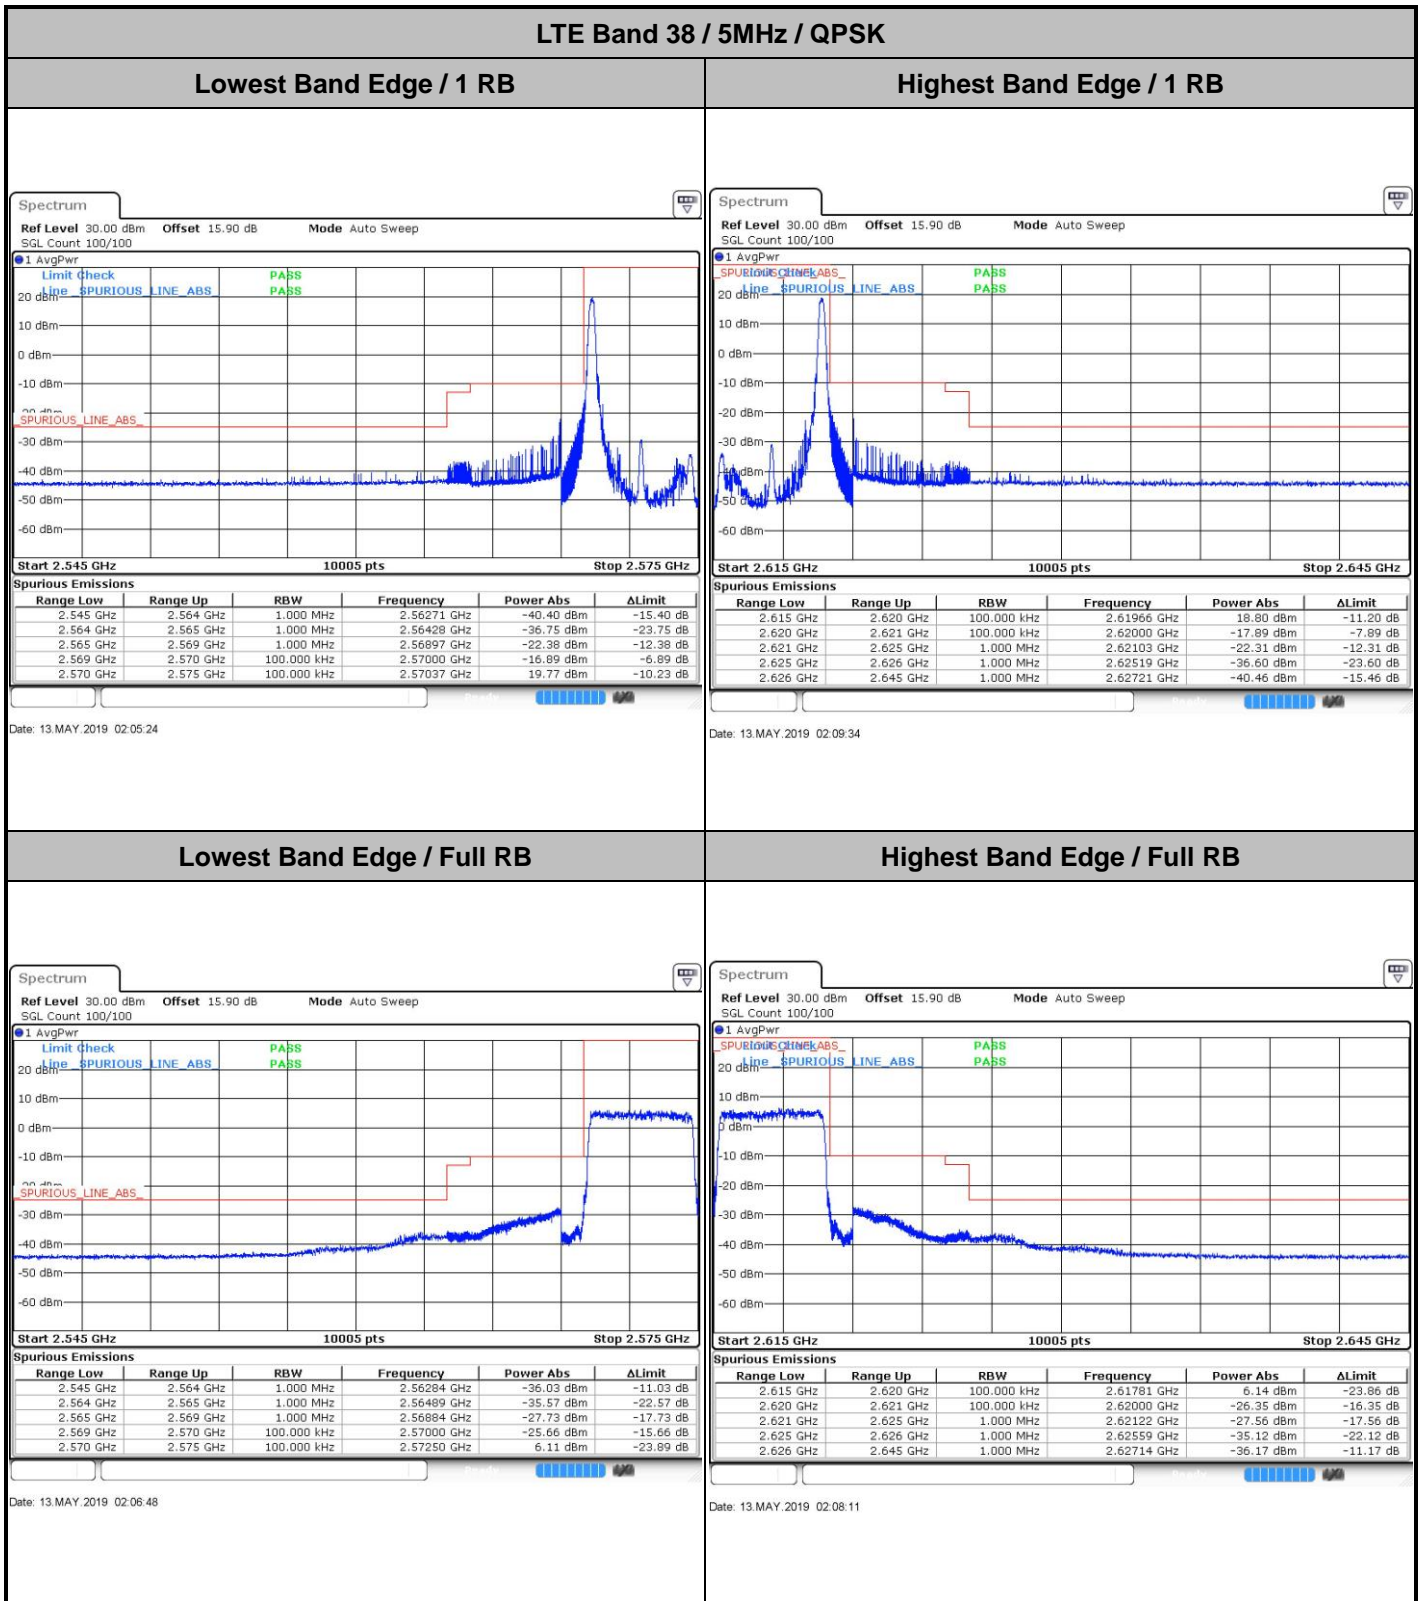 LTE Band 38 / 5MHz / QPSK
Lowest Band Edge / 1 RB
Spectrum
Ref Level 30.00 dBm Offset 15.90 dB Mode Auto Sweep
SGL Count 100/100
1 AvgPwr
Limit Check PASS
Line _SPURIOUS_LINE_ABS_ PASS
20 dBm
10 dBm
0 dBm
-10 dBm
-20 dBm
_SPURIOUS_LINE_ABS_
-30 dBm
-40 dBm
-50 dBm
-60 dBm
Start 2.545 GHz 10005 pts Stop 2.575 GHz
Spurious Emissions
Range Low Range Up RBW Frequency Power Abs ΔLimit
2.545 GHz 2.564 GHz 1.000 MHz 2.56271 GHz -40.40 dBm -15.40 dB
2.564 GHz 2.565 GHz 1.000 MHz 2.56428 GHz -36.75 dBm -23.75 dB
2.565 GHz 2.569 GHz 1.000 MHz 2.56897 GHz -22.38 dBm -12.38 dB
2.569 GHz 2.570 GHz 100.000 kHz 2.57000 GHz -16.89 dBm -6.89 dB
2.570 GHz 2.575 GHz 100.000 kHz 2.57037 GHz 19.77 dBm -10.23 dB
Date: 13.MAY.2019 02:05:24
Highest Band Edge / 1 RB
Spectrum
Ref Level 30.00 dBm Offset 15.90 dB Mode Auto Sweep
SGL Count 100/100
1 AvgPwr
_SPURIOUS_LINE_ABS_
Limit Check PASS
Line _SPURIOUS_LINE_ABS_ PASS
20 dBm
10 dBm
0 dBm
-10 dBm
-20 dBm
-30 dBm
-40 dBm
-50 dBm
-60 dBm
Start 2.615 GHz 10005 pts Stop 2.645 GHz
Spurious Emissions
Range Low Range Up RBW Frequency Power Abs ΔLimit
2.615 GHz 2.620 GHz 100.000 kHz 2.61966 GHz 18.80 dBm -11.20 dB
2.620 GHz 2.621 GHz 100.000 kHz 2.62000 GHz -17.89 dBm -7.89 dB
2.621 GHz 2.625 GHz 1.000 MHz 2.62103 GHz -22.31 dBm -12.31 dB
2.625 GHz 2.626 GHz 1.000 MHz 2.62519 GHz -36.60 dBm -23.60 dB
2.626 GHz 2.645 GHz 1.000 MHz 2.62721 GHz -40.46 dBm -15.46 dB
Date: 13.MAY.2019 02:09:34
Lowest Band Edge / Full RB
Spectrum
Ref Level 30.00 dBm Offset 15.90 dB Mode Auto Sweep
SGL Count 100/100
1 AvgPwr
Limit Check PASS
Line _SPURIOUS_LINE_ABS_ PASS
20 dBm
10 dBm
0 dBm
-10 dBm
-20 dBm
_SPURIOUS_LINE_ABS_
-30 dBm
-40 dBm
-50 dBm
-60 dBm
Start 2.545 GHz 10005 pts Stop 2.575 GHz
Spurious Emissions
Range Low Range Up RBW Frequency Power Abs ΔLimit
2.545 GHz 2.564 GHz 1.000 MHz 2.56284 GHz -36.03 dBm -11.03 dB
2.564 GHz 2.565 GHz 1.000 MHz 2.56489 GHz -35.57 dBm -22.57 dB
2.565 GHz 2.569 GHz 1.000 MHz 2.56884 GHz -27.73 dBm -17.73 dB
2.569 GHz 2.570 GHz 100.000 kHz 2.57000 GHz -25.66 dBm -15.66 dB
2.570 GHz 2.575 GHz 100.000 kHz 2.57250 GHz 6.11 dBm -23.89 dB
Date: 13.MAY.2019 02:06:48
Highest Band Edge / Full RB
Spectrum
Ref Level 30.00 dBm Offset 15.90 dB Mode Auto Sweep
SGL Count 100/100
1 AvgPwr
_SPURIOUS_LINE_ABS_
Limit Check PASS
Line _SPURIOUS_LINE_ABS_ PASS
20 dBm
10 dBm
0 dBm
-10 dBm
-20 dBm
-30 dBm
-40 dBm
-50 dBm
-60 dBm
Start 2.615 GHz 10005 pts Stop 2.645 GHz
Spurious Emissions
Range Low Range Up RBW Frequency Power Abs ΔLimit
2.615 GHz 2.620 GHz 100.000 kHz 2.61781 GHz 6.14 dBm -23.86 dB
2.620 GHz 2.621 GHz 100.000 kHz 2.62000 GHz -26.35 dBm -16.35 dB
2.621 GHz 2.625 GHz 1.000 MHz 2.62122 GHz -27.56 dBm -17.56 dB
2.625 GHz 2.626 GHz 1.000 MHz 2.62559 GHz -35.12 dBm -22.12 dB
2.626 GHz 2.645 GHz 1.000 MHz 2.62714 GHz -36.17 dBm -11.17 dB
Date: 13.MAY.2019 02:08:11